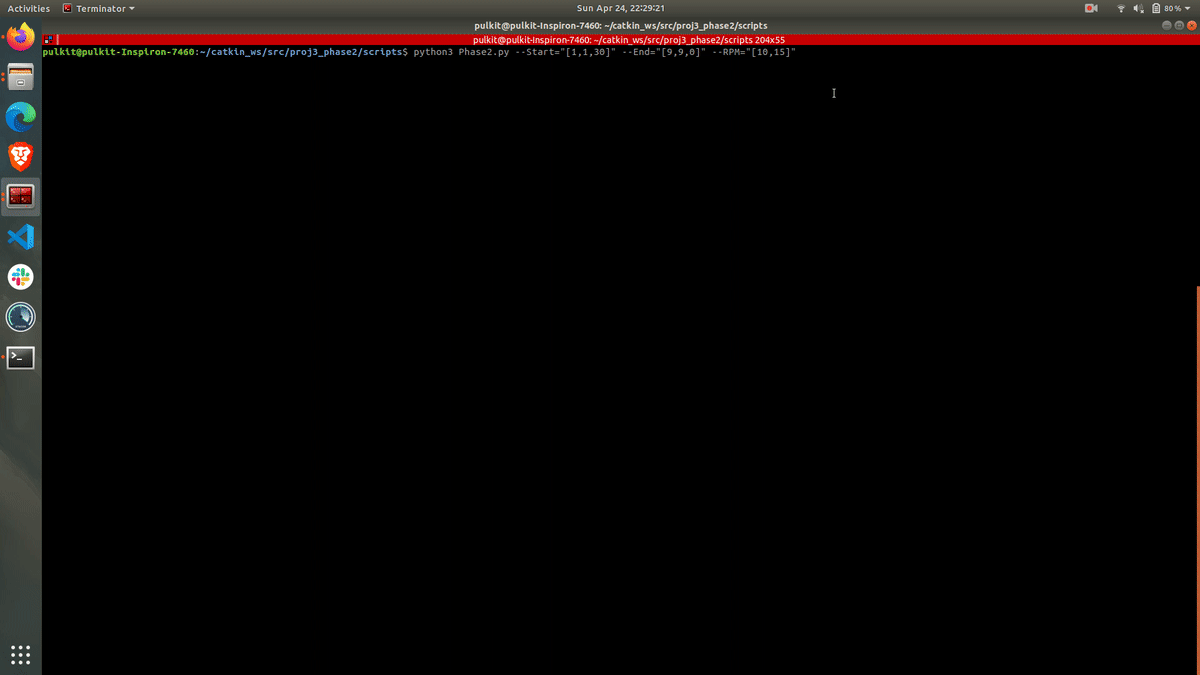 Activities Terminator Sun Apr 24, 22:29:21 80 %
pulkit@pulkit-Inspiron-7460: ~/catkin_ws/src/proj3_phase2/scripts
pulkit@pulkit-Inspiron-7460: ~/catkin_ws/src/proj3_phase2/scripts 204x55
pulkit@pulkit-Inspiron-7460:~/catkin_ws/src/proj3_phase2/scripts$ python3 Phase2.py --Start="[1,1,30]" --End="[9,9,0]" --RPM="[10,15]"